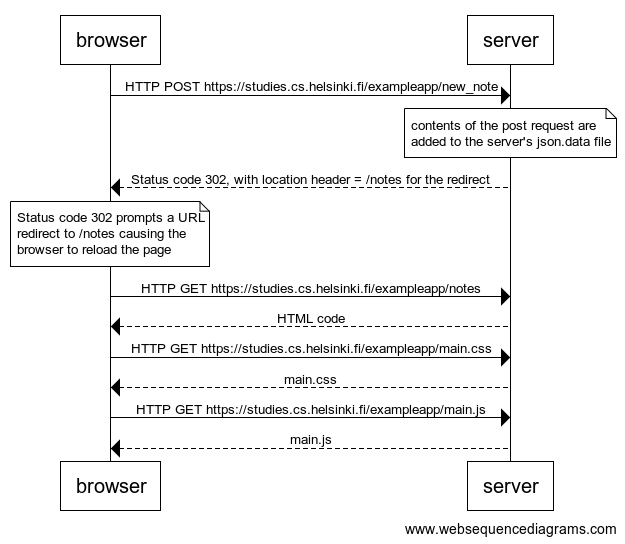 browser
server
HTTP POST https://studies.cs.helsinki.fi/exampleapp/new_note
contents of the post request are
added to the server's json.data file
Status code 302, with location header = /notes for the redirect
Status code 302 prompts a URL
redirect to /notes causing the
browser to reload the page
HTTP GET https://studies.cs.helsinki.fi/exampleapp/notes
HTML code
HTTP GET https://studies.cs.helsinki.fi/exampleapp/main.css
main.css
HTTP GET https://studies.cs.helsinki.fi/exampleapp/main.js
main.js
browser
server
www.websequencediagrams.com